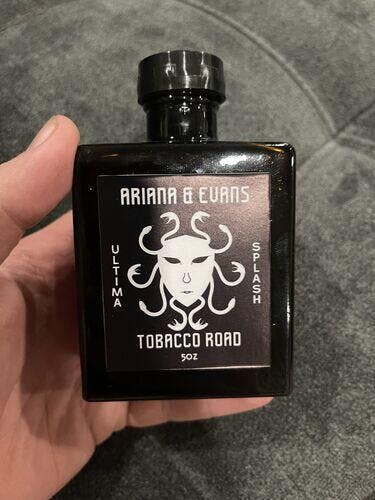 ARIANA & EVANS
ULTIMA
SPLASH
TOBACCO ROAD
5OZ